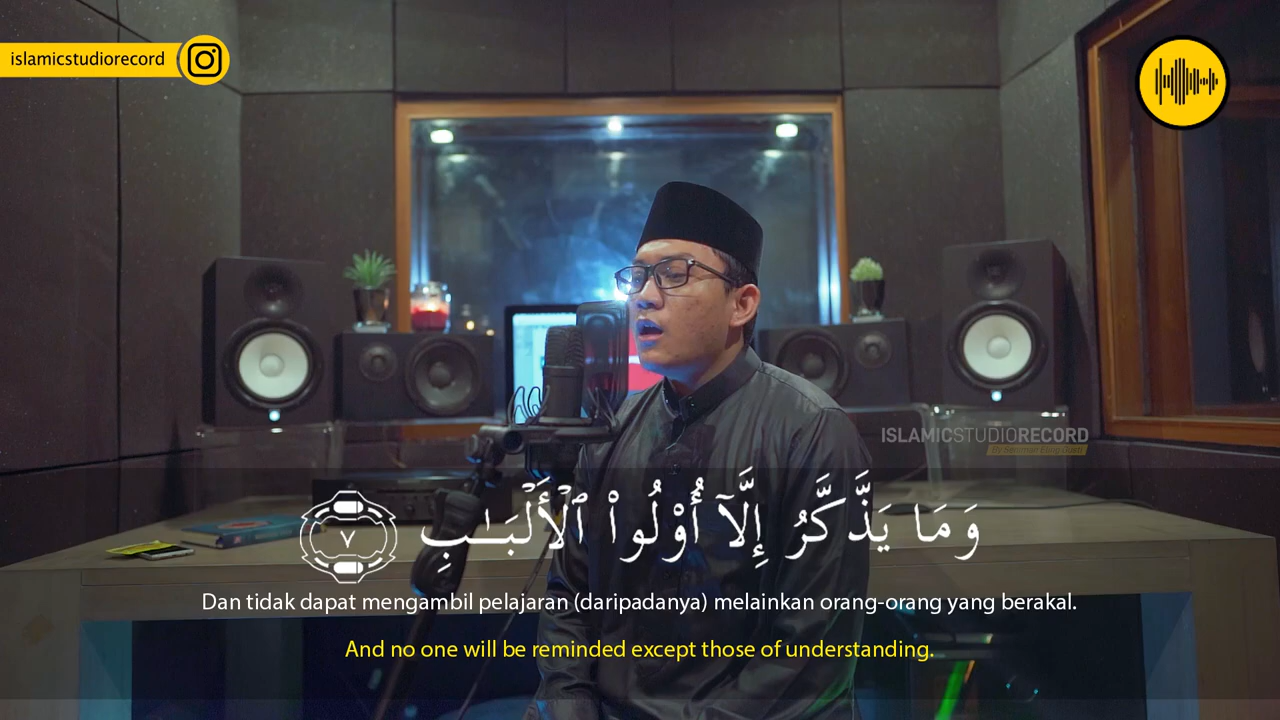 islamicstudiorecord
ISLAMICSTUDIORECORD
وَمَا يَذَّكَّرُ إِلَّآ أُوْلُواْ ٱلْأَلْبَـٰبِ ٧
Dan tidak dapat mengambil pelajaran (daripadanya) melainkan orang-orang yang berakal.
And no one will be reminded except those of understanding.